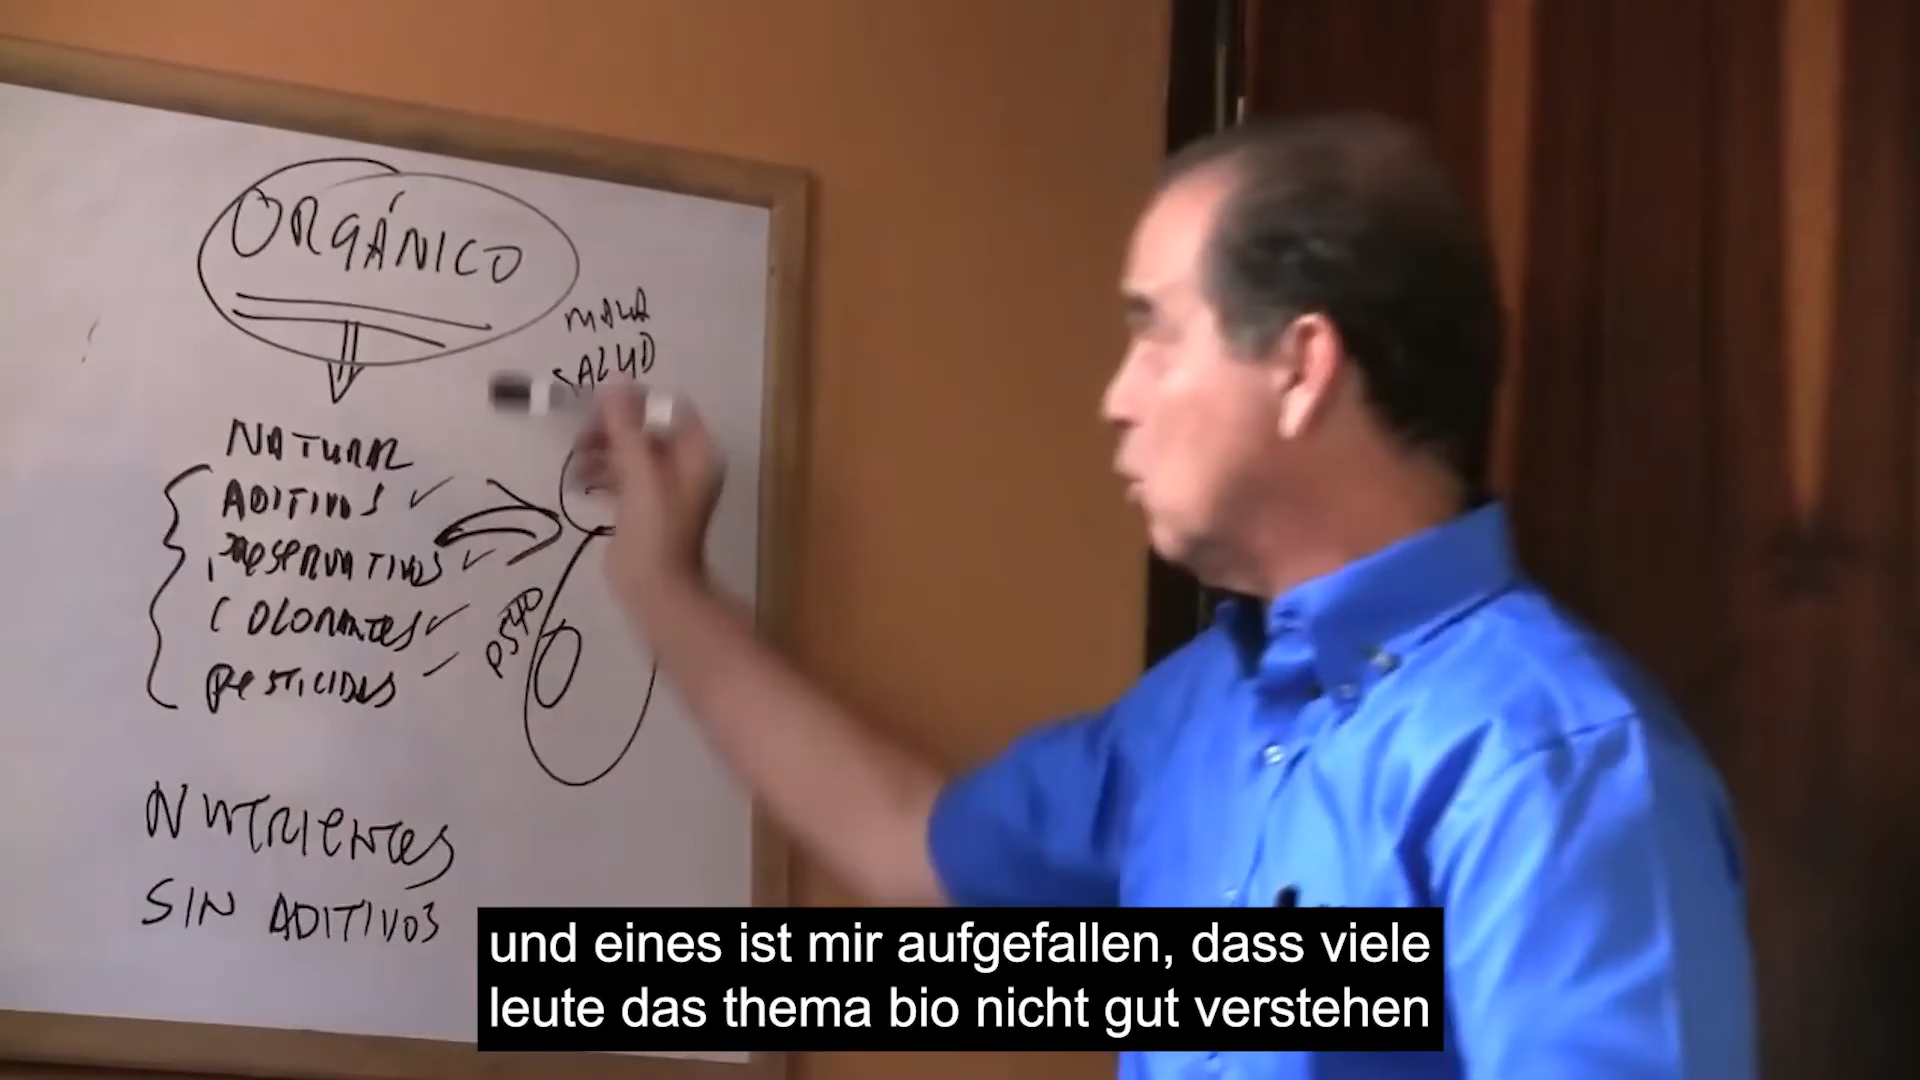 ORGÁNICO
MALA
SALUD
NATURAL
ADITIVOS
PRESERVATIVOS
COLORANTES
PESTICIDAS
P540
NUTRIENTES
SIN ADITIVOS
und eines ist mir aufgefallen, dass viele
leute das thema bio nicht gut verstehen